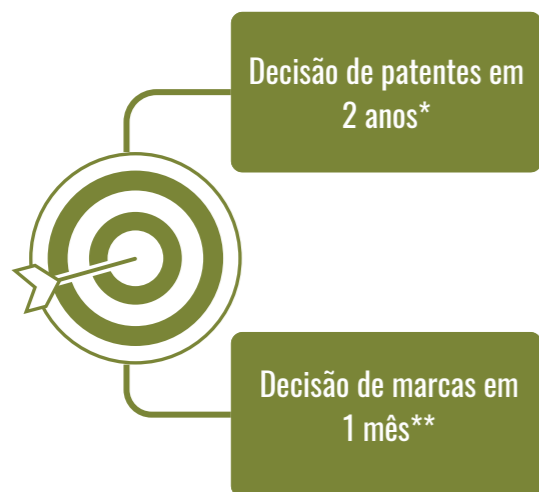 Decisão de patentes em
2 anos*
Decisão de marcas em
1 mês**